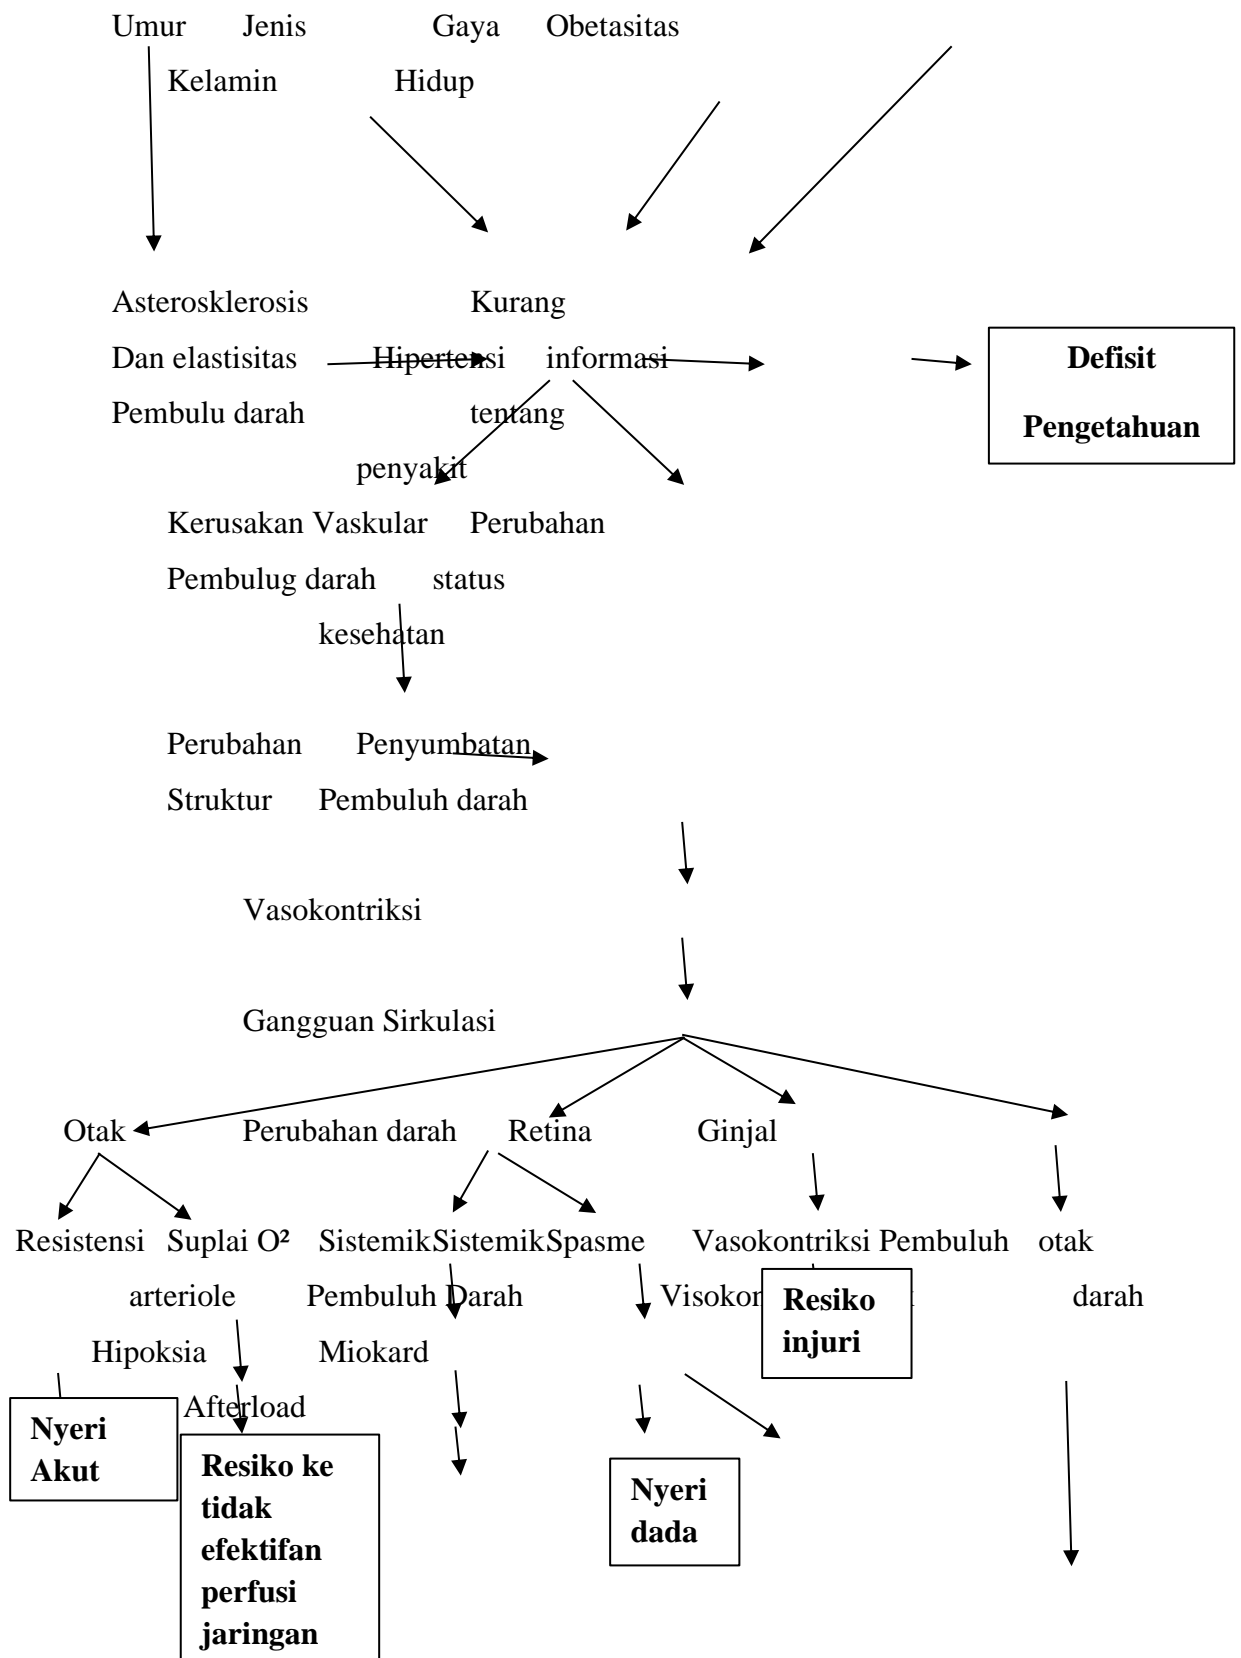 Umur Jenis Gaya Obetasitas
Kelamin Hidup
Asterosklerosis Kurang
Dan elastisitas Hipertensi informasi
Pembulu darah tentang
penyakit
Defisit
Pengetahuan
Kerusakan Vaskular Perubahan
Pembulug darah status
kesehatan
Perubahan Penyumbatan
Struktur Pembuluh darah
Vasokontriksi
Gangguan Sirkulasi
Otak Perubahan darah Retina Ginjal
Resistensi Suplai O² SistemikSistemikSpasme Vasokontriksi Pembuluh otak
arteriole Pembuluh Darah darah
Resiko
injuri
Hipoksia Miokard
Afterload
Nyeri
Akut
Resiko ke
tidak
efektifan
perfusi
jaringan
Nyeri
dada